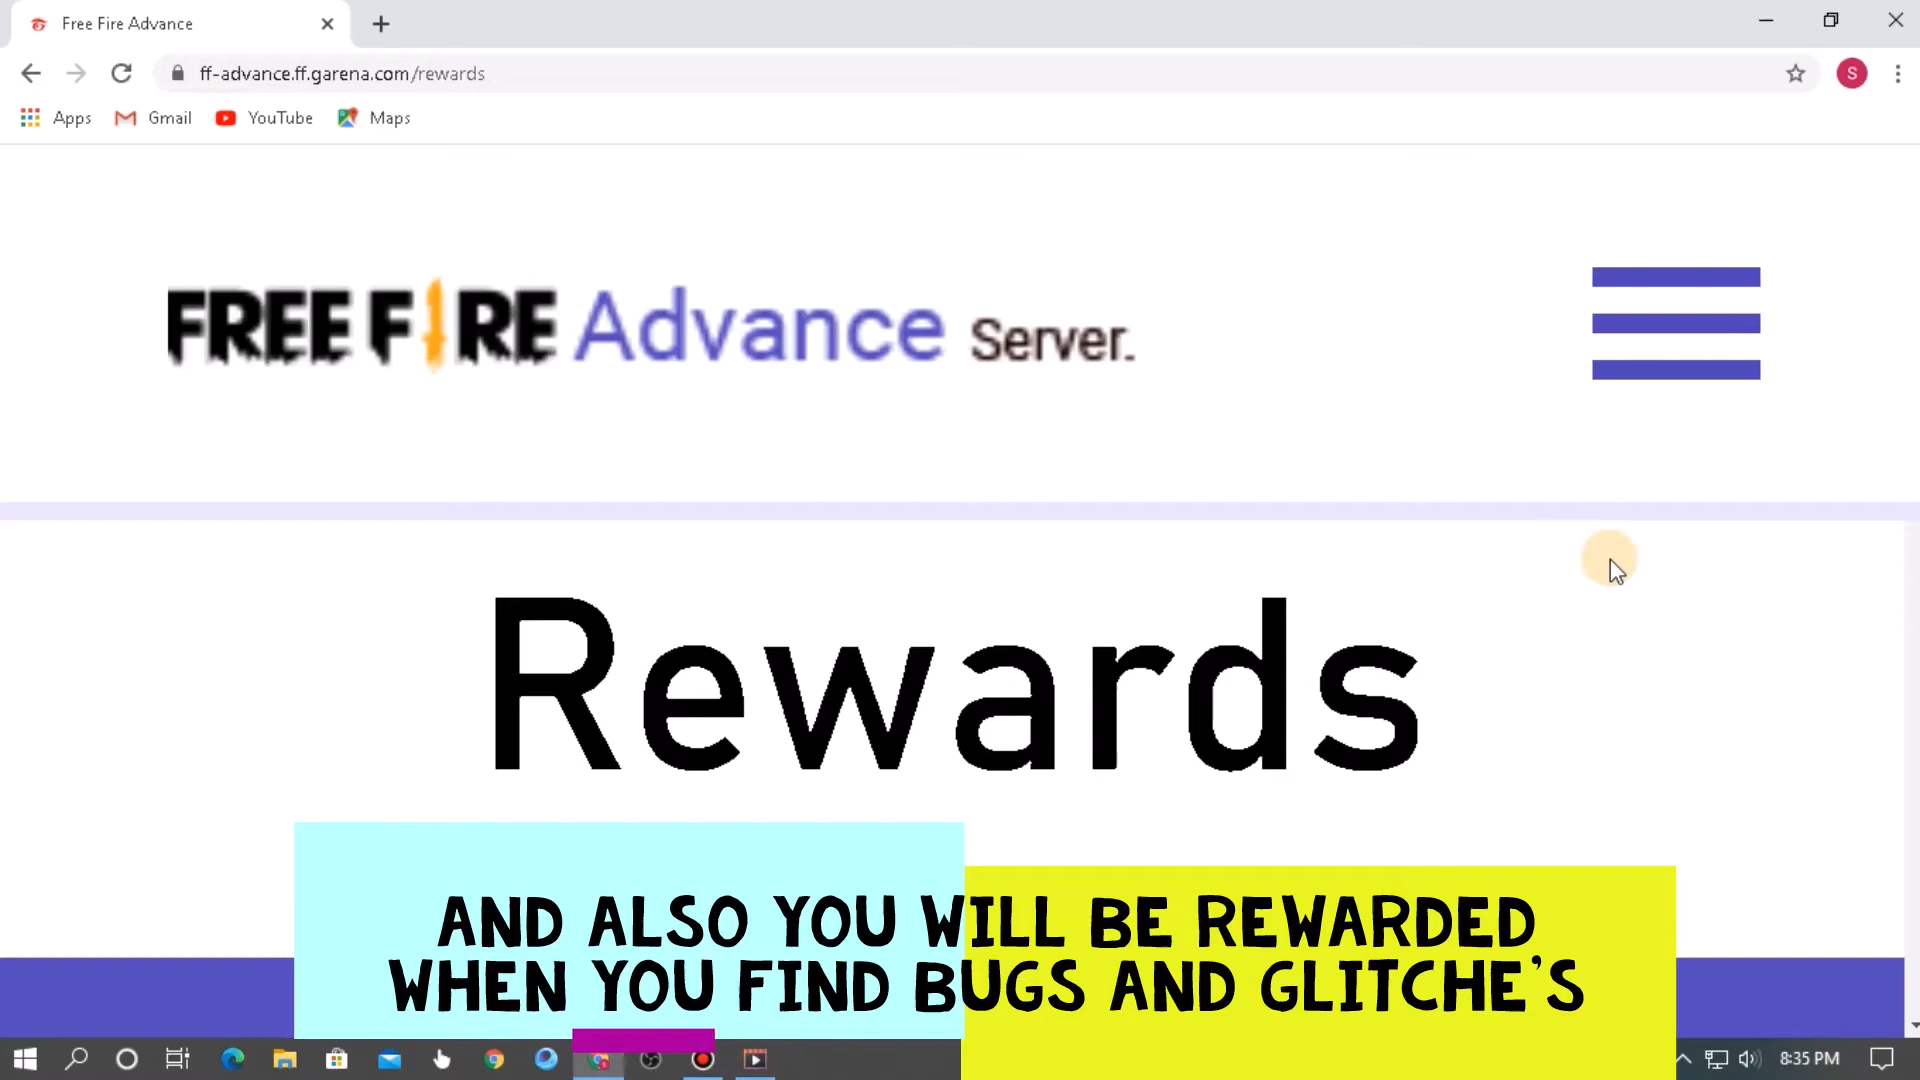 Free Fire Advance
ff-advance.ff.garena.com/rewards
S
Apps Gmail YouTube Maps
FREE FIRE Advance Server.
Rewards
AND ALSO YOU WILL BE REWARDED
WHEN YOU FIND BUGS AND GLITCHE'S
8:35 PM